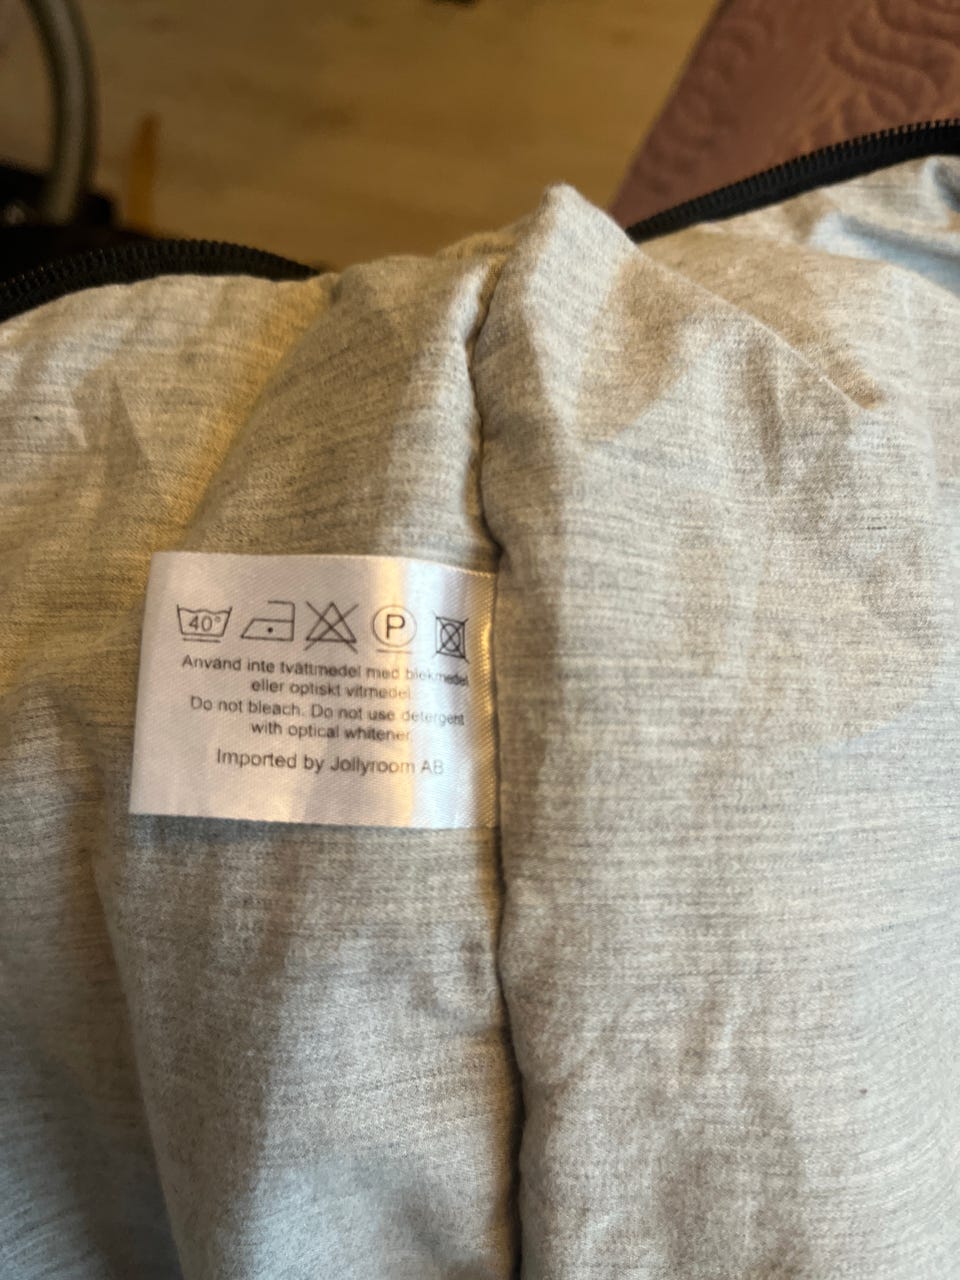 40°
P
Använd inte tvättmedel med blekmedel
eller optiskt vitmedel.
Do not bleach. Do not use detergent
with optical whitener.
Imported by Jollyroom AB